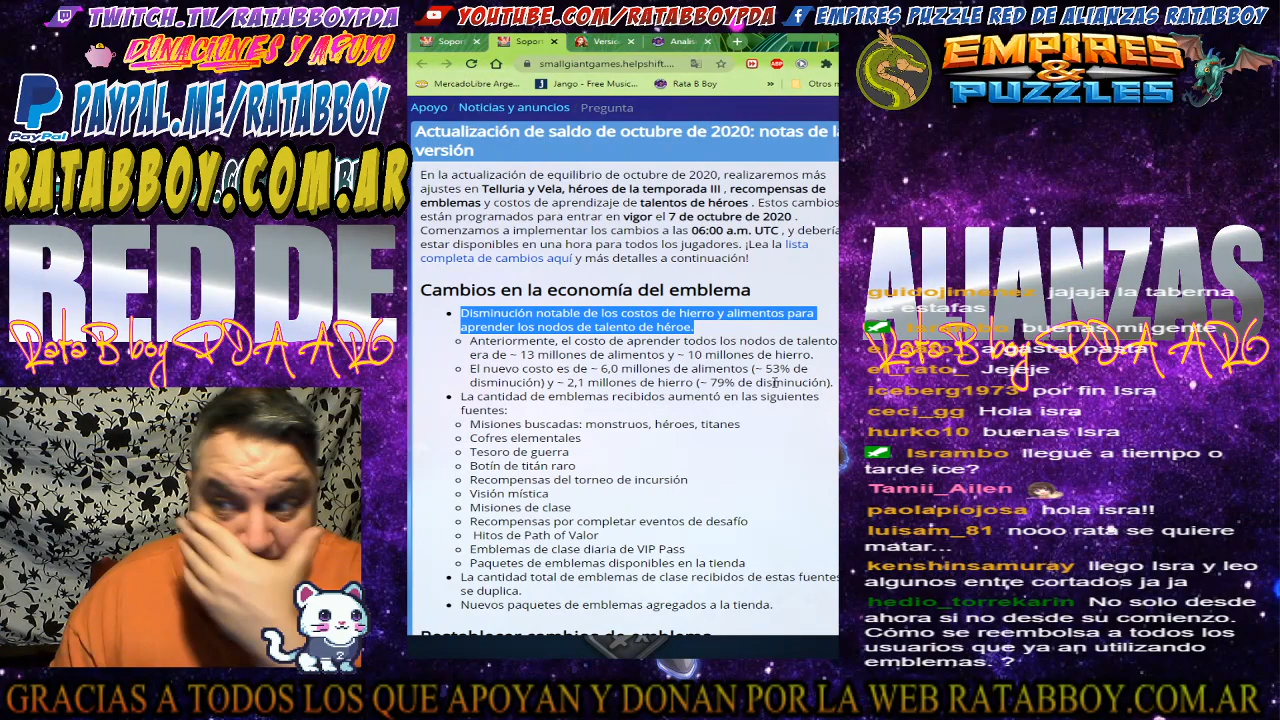 TWITCH.TV/RATABBOYPDA
YOUTUBE.COM/RATABBOYPDA
EMPIRES PUZZLE RED DE ALIANZAS RATABBOY
DONACIONES Y APOYO
PayPal
PAYPAL.ME/RATABBOY
RATABBOY.COM.AR
RED DE
Rata B boy PDA ARG
Sopor
Sopor
Versic
Analis
smallgiantgames.helpshift....
MercadoLibre Arge...
Jango - Free Music...
Rata B Boy
Otros m
Apoyo / Noticias y anuncios / Pregunta
Actualización de saldo de octubre de 2020: notas de la
versión
En la actualización de equilibrio de octubre de 2020, realizaremos más
ajustes en Telluria y Vela, héroes de la temporada III , recompensas de
emblemas y costos de aprendizaje de talentos de héroes . Estos cambios
están programados para entrar en vigor el 7 de octubre de 2020 .
Comenzamos a implementar los cambios a las 06:00 a.m. UTC , y debería
estar disponibles en una hora para todos los jugadores. ¡Lea la lista
completa de cambios aquí y más detalles a continuación!
Cambios en la economía del emblema
Disminución notable de los costos de hierro y alimentos para
aprender los nodos de talento de héroe.
Anteriormente, el costo de aprender todos los nodos de talento
era de ~ 13 millones de alimentos y ~ 10 millones de hierro.
El nuevo costo es de ~ 6,0 millones de alimentos (~ 53% de
disminución) y ~ 2,1 millones de hierro (~ 79% de disminución).
La cantidad de emblemas recibidos aumentó en las siguientes
fuentes:
Misiones buscadas: monstruos, héroes, titanes
Cofres elementales
Tesoro de guerra
Botín de titán raro
Recompensas del torneo de incursión
Visión mística
Misiones de clase
Recompensas por completar eventos de desafío
Hitos de Path of Valor
Emblemas de clase diaria de VIP Pass
Paquetes de emblemas disponibles en la tienda
La cantidad total de emblemas de clase recibidos de estas fuentes
se duplica.
Nuevos paquetes de emblemas agregados a la tienda.
EMPIRES
&
PUZZLES
ALIANZAS
Rata B boy PDA ARG
guidojimenez jajaja la taberna
de estafas
Israмbo buenas mi gente
a gastar pasta
el_rato_ Jejeje
iceberg1973 por fin Isra
ceci_gg Hola isra
hurko10 buenas Isra
Isrambo llegué a tiempo o
tarde ice?
Tamii_Ailen
paolapiojosa hola isra!!
luisam_81 nooo rata se quiere
matar...
kenshinsamuray llego Isra y leo
algunos entre cortados ja ja
hedio_torrekarin No solo desde
ahora si no desde su comienzo.
Cómo se reembolsa a todos los
usuarios que ya an utilizando
emblemas. ?
GRACIAS A TODOS LOS QUE APOYAN Y DONAN POR LA WEB RATABBOY.COM.AR